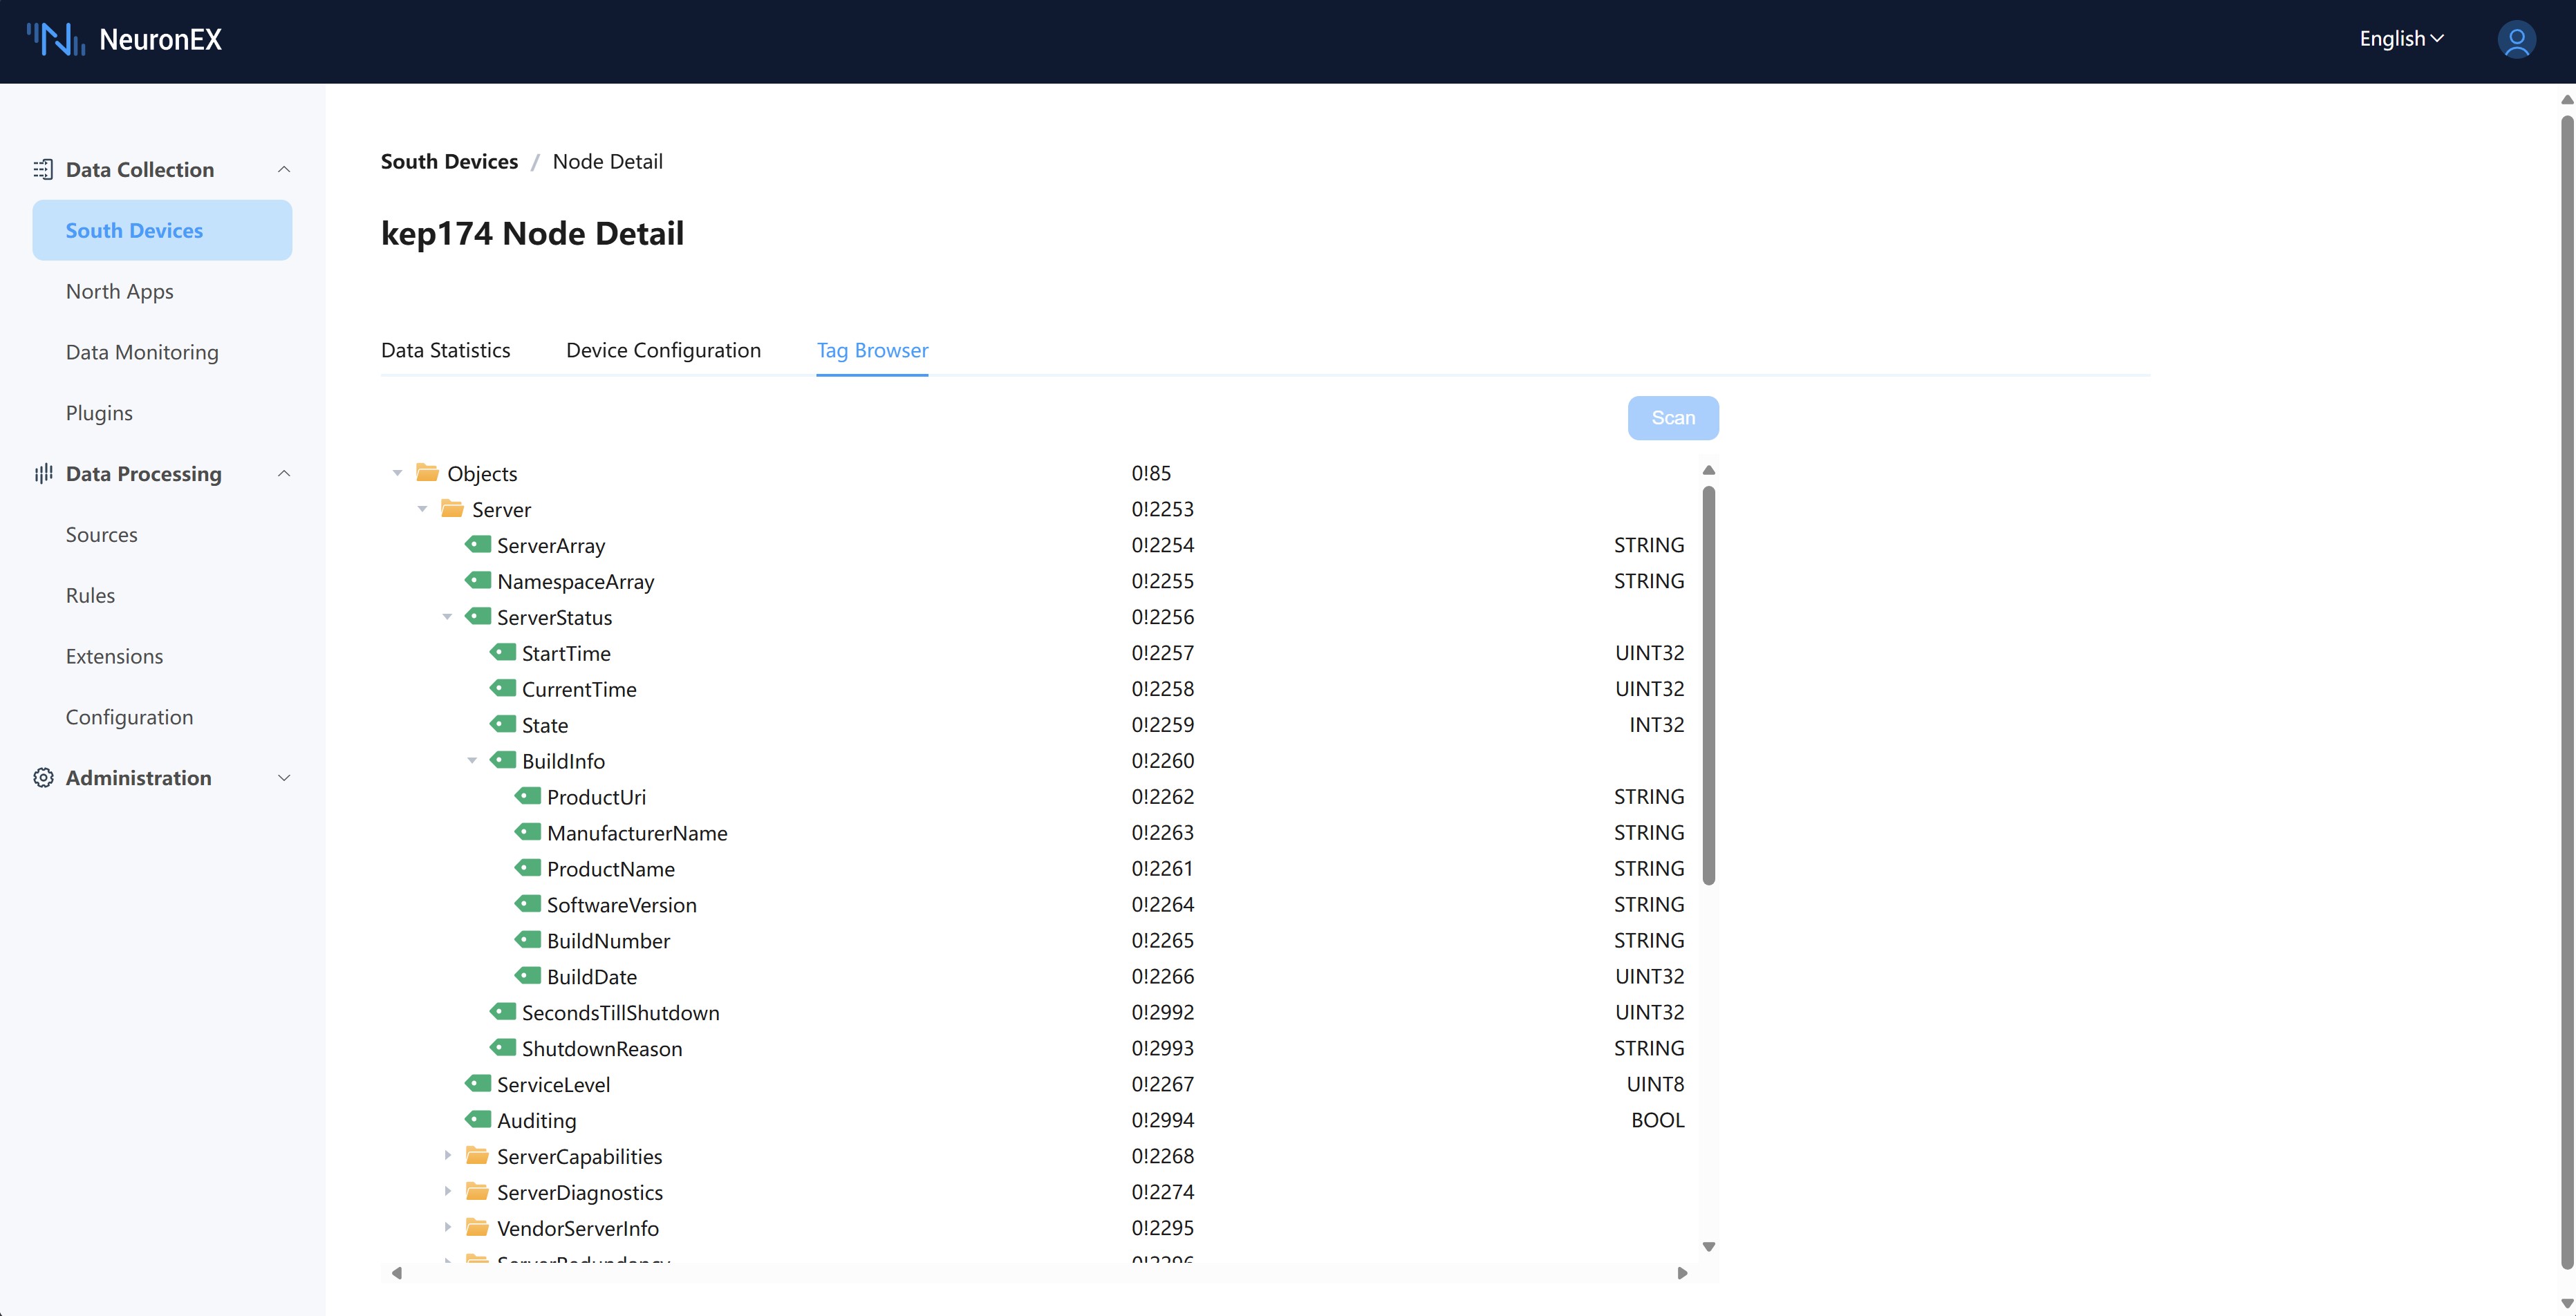 NeuronEX
English
Data Collection
South Devices
North Apps
Data Monitoring
Plugins
Data Processing
Sources
Rules
Extensions
Configuration
Administration
South Devices / Node Detail
kep174 Node Detail
Data Statistics Device Configuration Tag Browser
Scan
Objects 0!85
Server 0!2253
ServerArray 0!2254 STRING
NamespaceArray 0!2255 STRING
ServerStatus 0!2256
StartTime 0!2257 UINT32
CurrentTime 0!2258 UINT32
State 0!2259 INT32
BuildInfo 0!2260
ProductUri 0!2262 STRING
ManufacturerName 0!2263 STRING
ProductName 0!2261 STRING
SoftwareVersion 0!2264 STRING
BuildNumber 0!2265 STRING
BuildDate 0!2266 UINT32
SecondsTillShutdown 0!2992 UINT32
ShutdownReason 0!2993 STRING
ServiceLevel 0!2267 UINT8
Auditing 0!2994 BOOL
ServerCapabilities 0!2268
ServerDiagnostics 0!2274
VendorServerInfo 0!2295
ServerRedundancy 0!2296